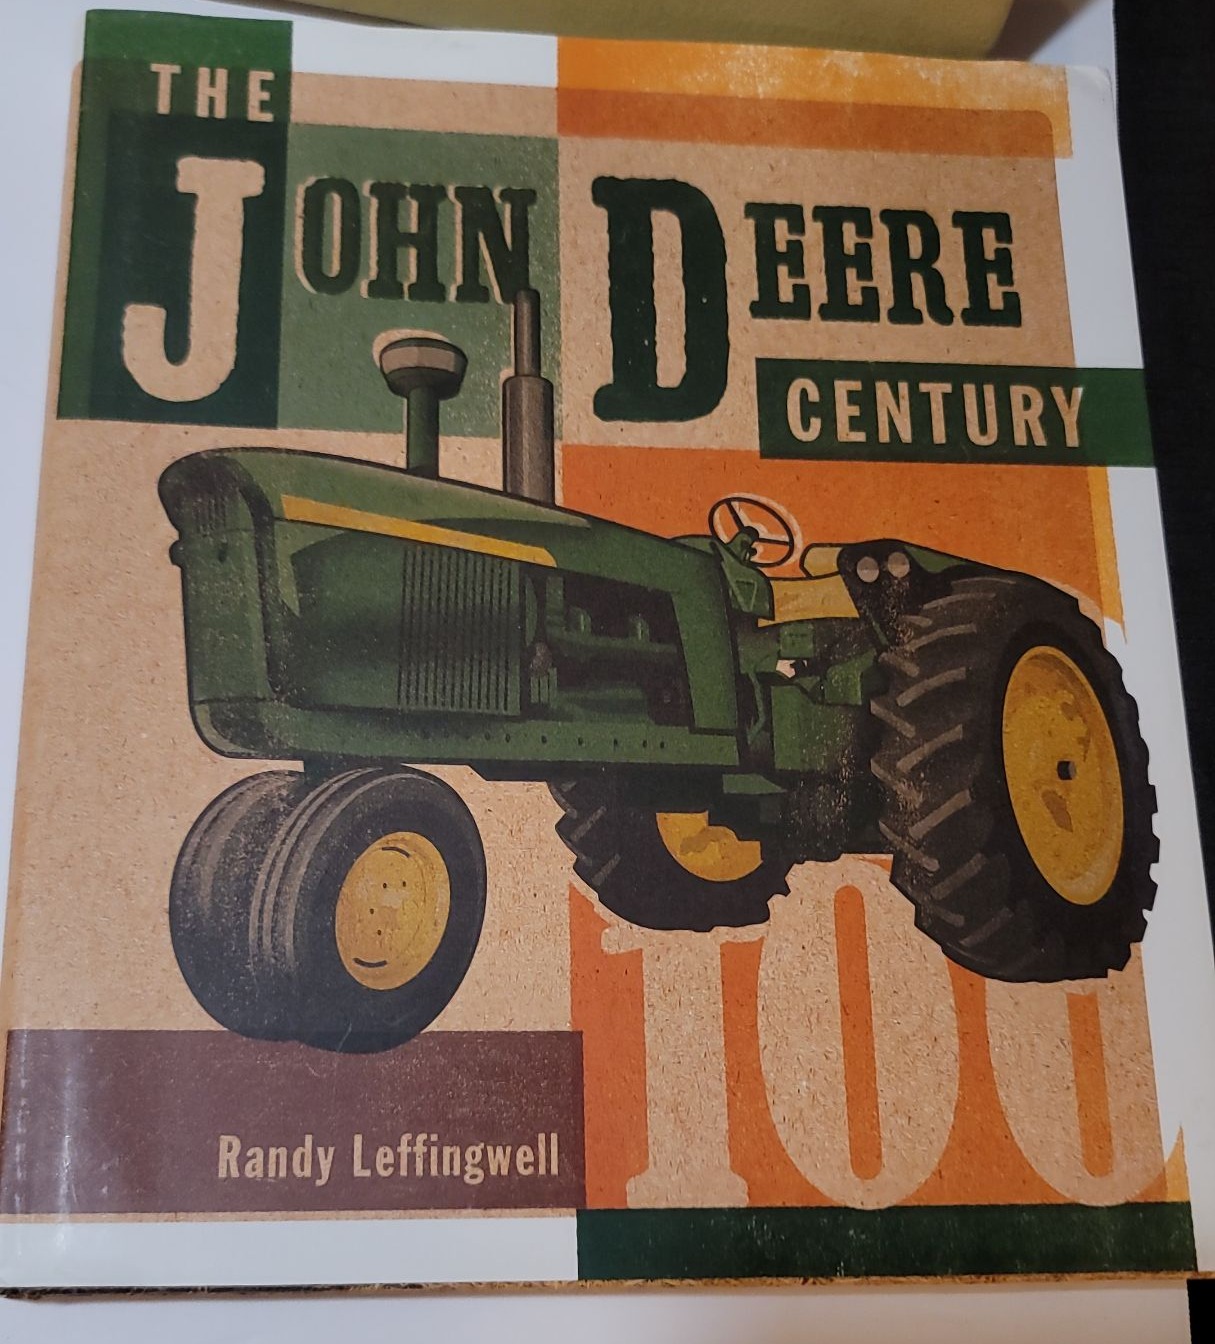 THE
JOHN DEERE
CENTURY
100
Randy Leffingwell